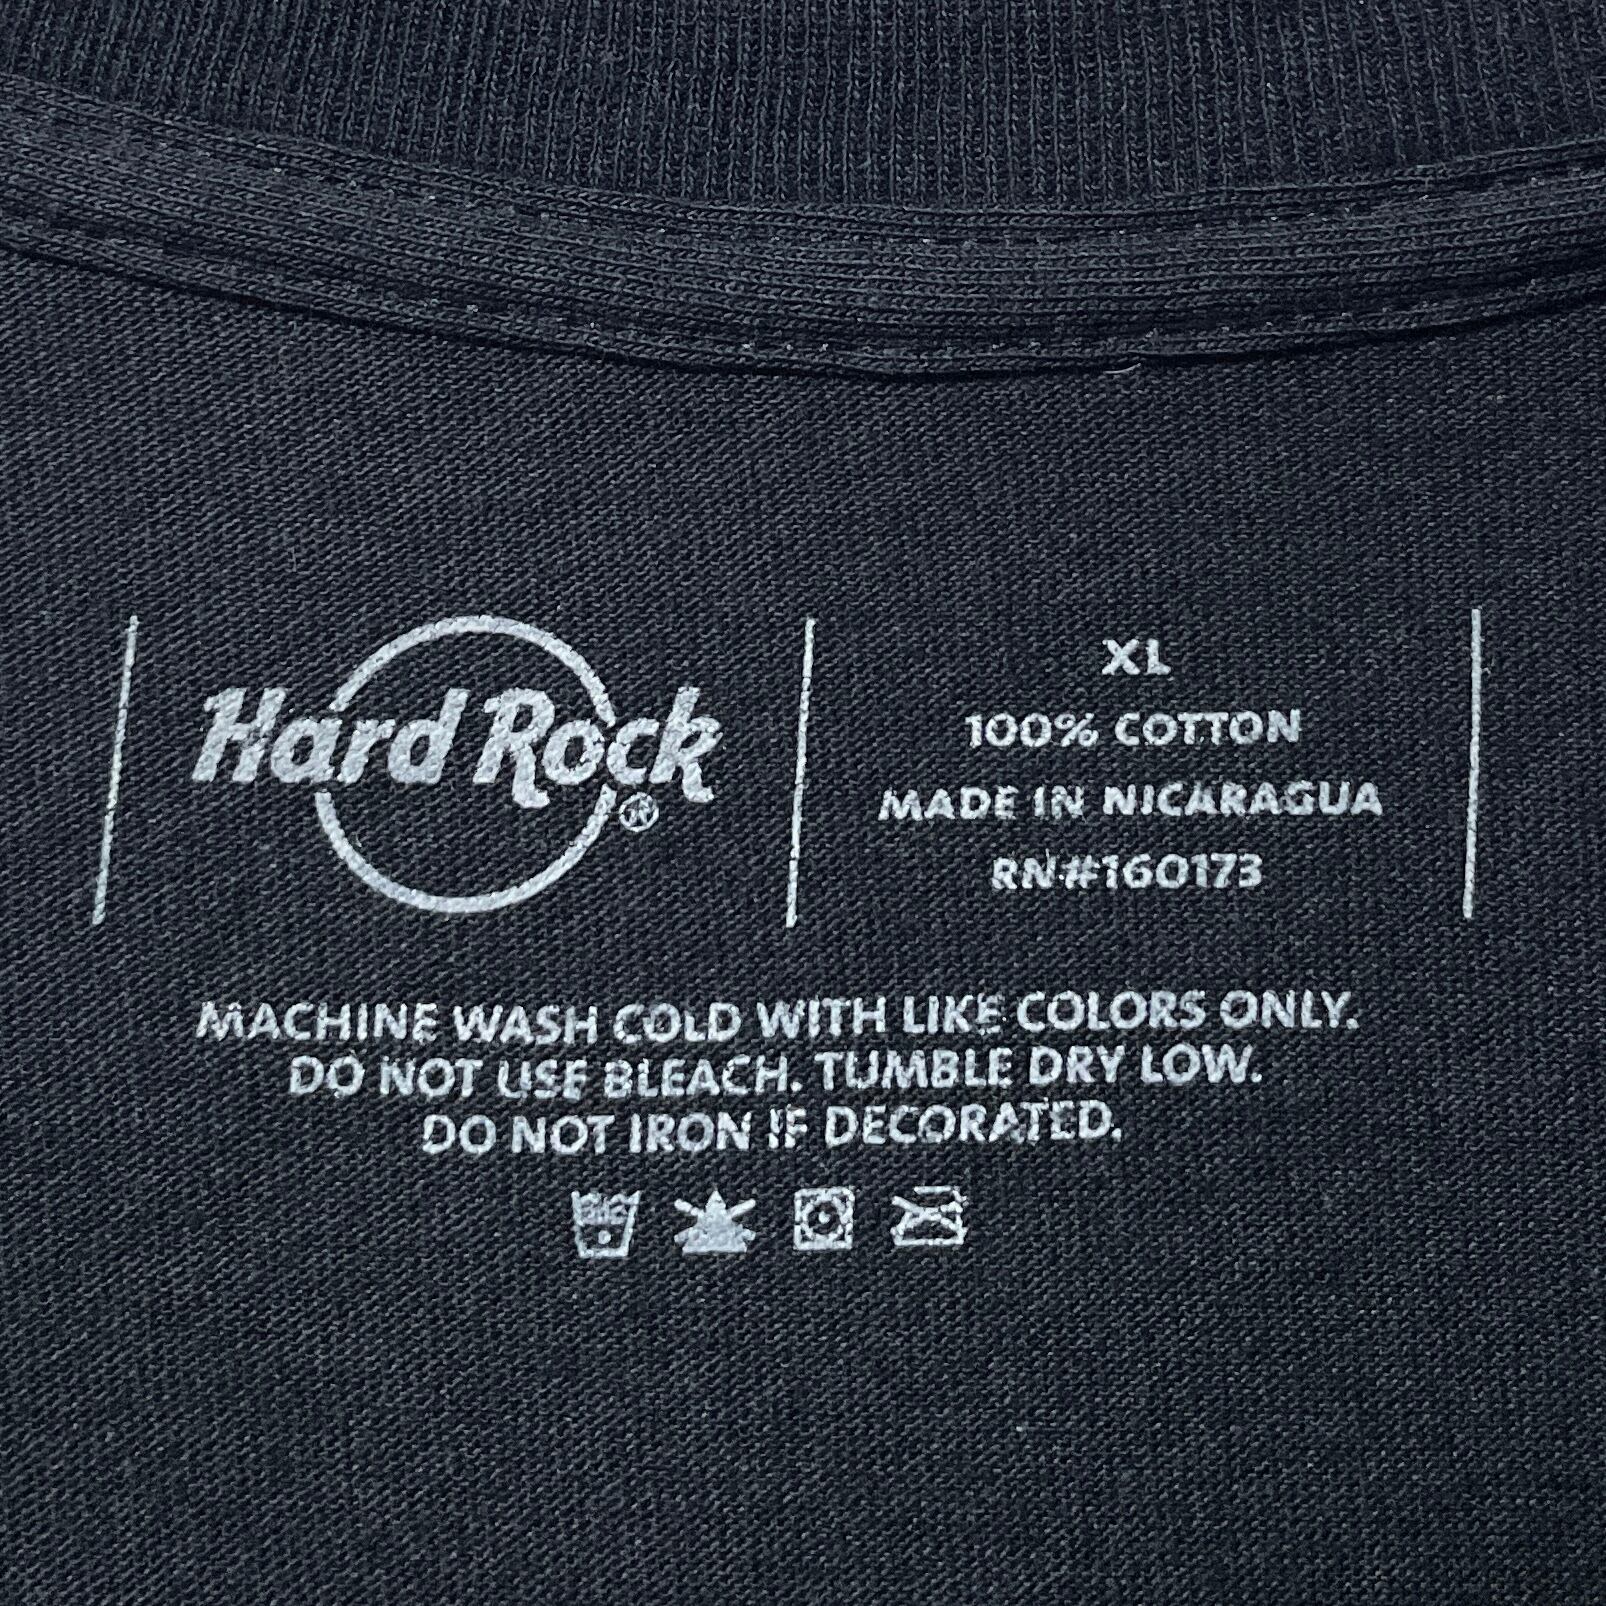 Hard Rock
®
XL
100% COTTON
MADE IN NICARAGUA
RN#160173
MACHINE WASH COLD WITH LIKE COLORS ONLY.
DO NOT USE BLEACH. TUMBLE DRY LOW.
DO NOT IRON IF DECORATED.